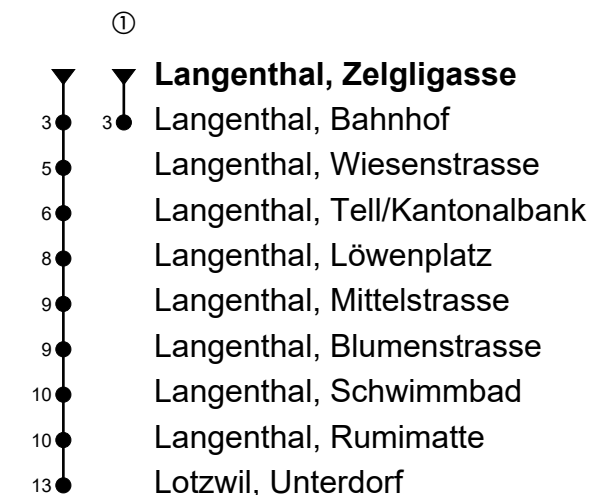 ①
Langenthal, Zelgligasse
3 3 Langenthal, Bahnhof
5 Langenthal, Wiesenstrasse
6 Langenthal, Tell/Kantonalbank
8 Langenthal, Löwenplatz
9 Langenthal, Mittelstrasse
9 Langenthal, Blumenstrasse
10 Langenthal, Schwimmbad
10 Langenthal, Rumimatte
13 Lotzwil, Unterdorf